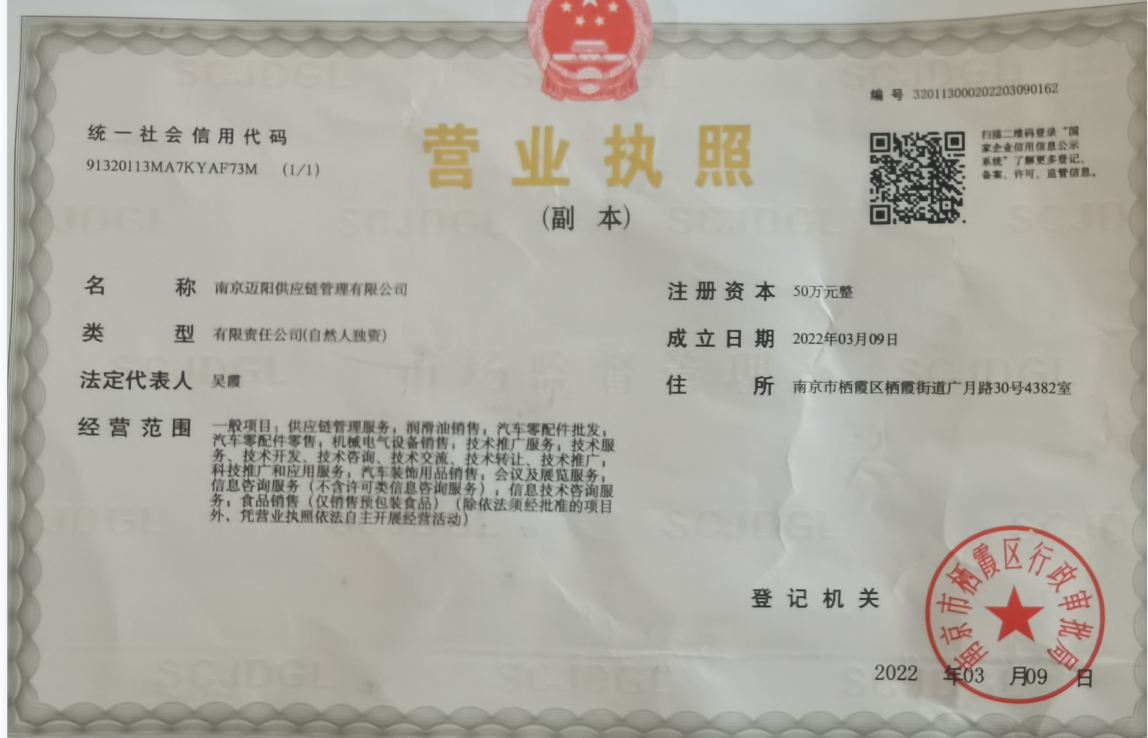 编 号 320113000202203090162
统一社会信用代码
91320113MA7KYAF73M (1/1)
营业执照
(副 本)
扫描二维码登录“国
家企业信用信息公示
系统”了解更多登记、
备案、许可、监管信息。
名 称 南京迈阳供应链管理有限公司
类 型 有限责任公司(自然人独资)
法定代表人 吴霞
经营范围 一般项目：供应链管理服务；润滑油销售；汽车零配件批发；
汽车零配件零售；机械电气设备销售；技术推广服务；技术服
务、技术开发、技术咨询、技术交流、技术转让、技术推广；
科技推广和应用服务；汽车装饰用品销售；会议及展览服务；
信息咨询服务（不含许可类信息咨询服务）；信息技术咨询服
务；食品销售（仅销售预包装食品）（除依法须经批准的项目
外，凭营业执照依法自主开展经营活动）
注册资本 50万元整
成立日期 2022年03月09日
住 所 南京市栖霞区栖霞街道广月路30号4382室
登记机关
南京市栖霞区行政审批局
2022 年03 月09 日
SCJDGL
市场监督管理